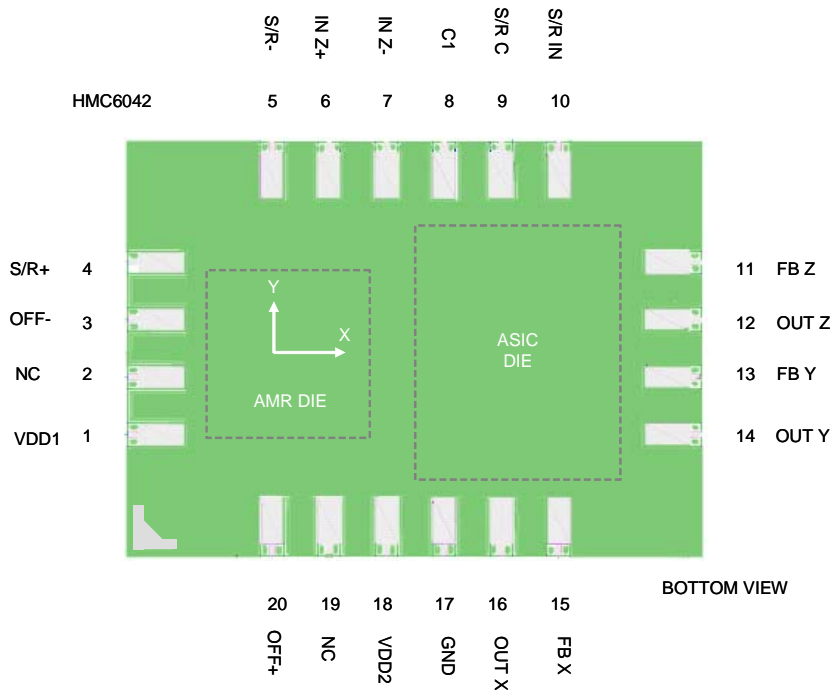 S/R-
IN Z+
IN Z-
C1
S/R C
S/R IN
HMC6042
5
6
7
8
9
10
S/R+ 4
OFF- 3
NC 2
VDD1 1
11 FB Z
12 OUT Z
13 FB Y
14 OUT Y
Y
X
AMR DIE
ASIC
DIE
BOTTOM VIEW
20
19
18
17
16
15
OFF+
NC
VDD2
GND
OUT X
FB X